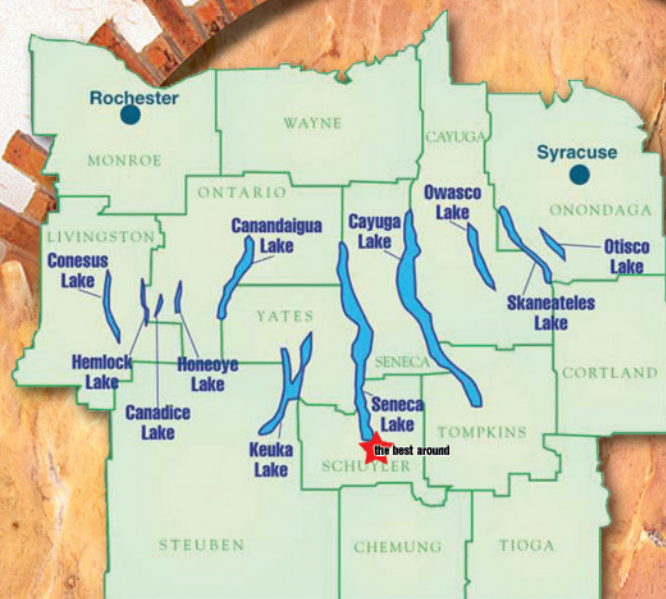 Rochester
MONROE
WAYNE
CAYUGA
Syracuse
ONTARIO
ONONDAGA
LIVINGSTON
Canandaigua
Lake
Cayuga
Lake
Owasco
Lake
Otisco
Lake
Conesus
Lake
Skaneateles
Lake
YATES
SENECA
Hemlock
Lake
Honeoye
Lake
CORTLAND
Canadice
Lake
Seneca
Lake
Keuka
Lake
the best around
TOMPKINS
SCHUYLER
STEUBEN
CHEMUNG
TIOGA